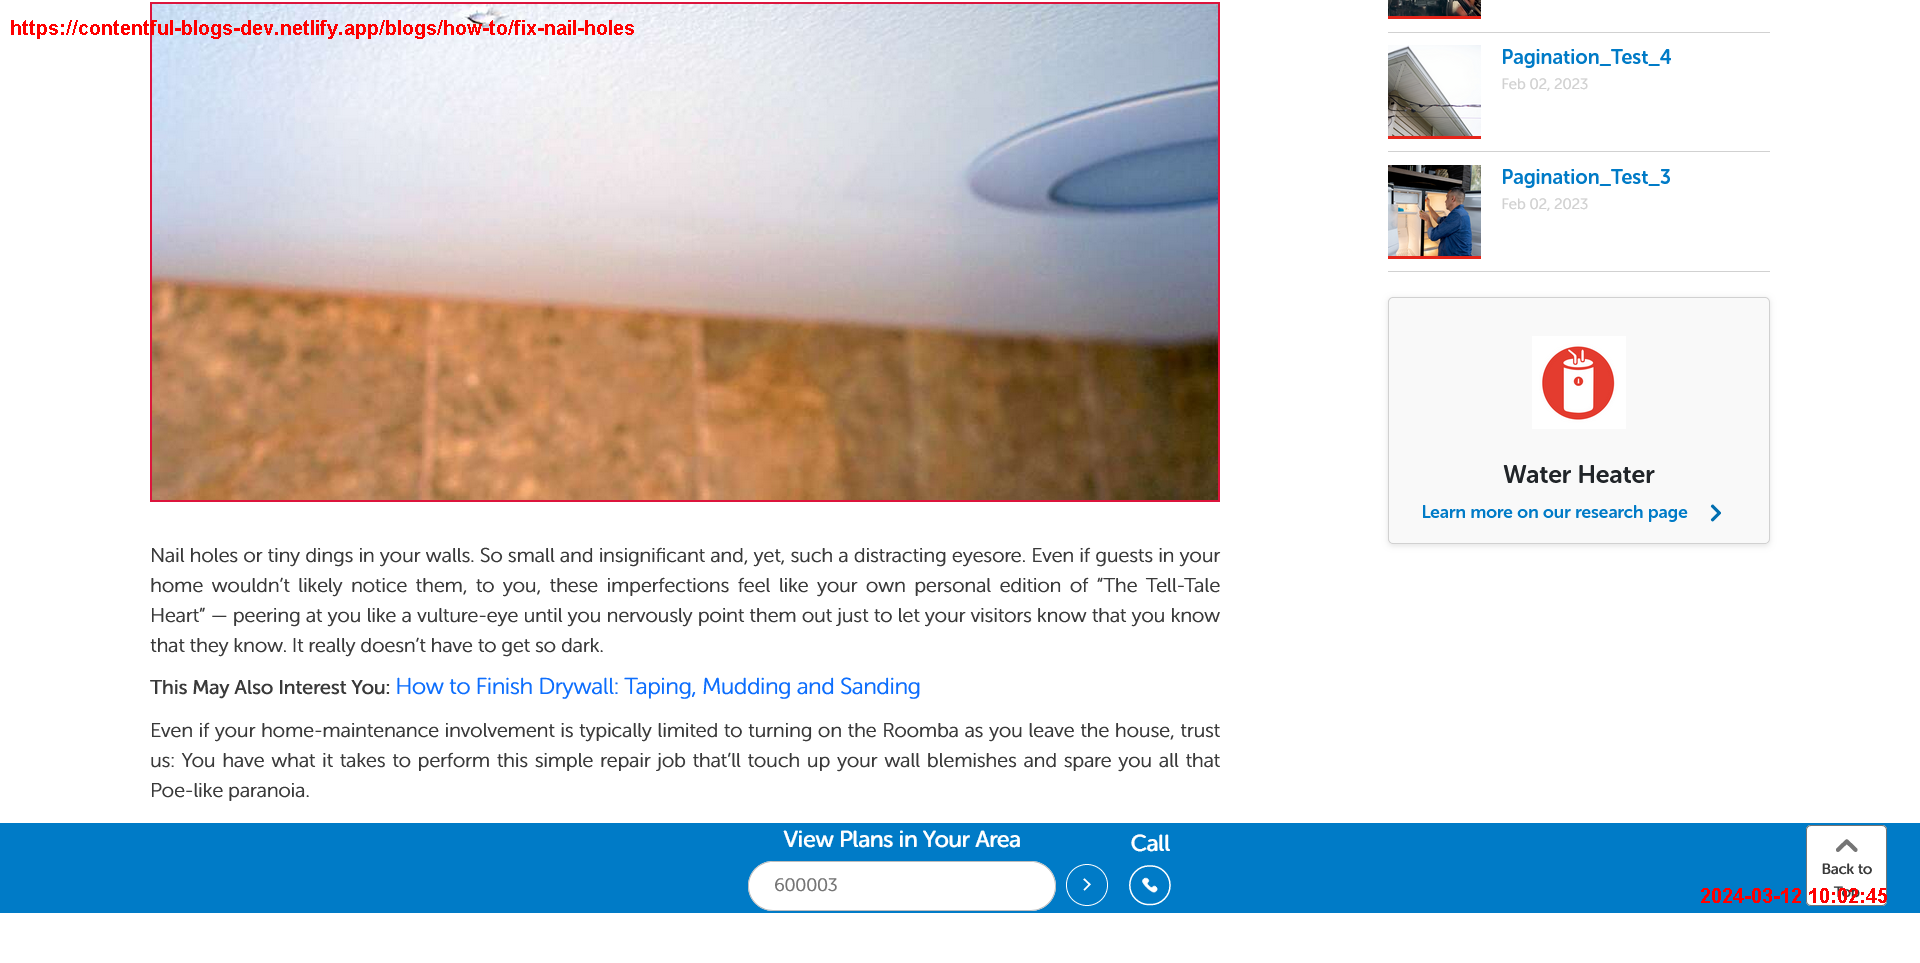 https://contentful-blogs-dev.netlify.app/blogs/how-to/fix-nail-holes
Pagination_Test_4
Feb 02, 2023
Pagination_Test_3
Feb 02, 2023
Water Heater
Learn more on our research page
Nail holes or tiny dings in your walls. So small and insignificant and, yet, such a distracting eyesore. Even if guests in your
home wouldn’t likely notice them, to you, these imperfections feel like your own personal edition of “The Tell-Tale
Heart” — peering at you like a vulture-eye until you nervously point them out just to let your visitors know that you know
that they know. It really doesn’t have to get so dark.
This May Also Interest You: How to Finish Drywall: Taping, Mudding and Sanding
Even if your home-maintenance involvement is typically limited to turning on the Roomba as you leave the house, trust
us: You have what it takes to perform this simple repair job that’ll touch up your wall blemishes and spare you all that
Poe-like paranoia.
View Plans in Your Area
600003
Call
Back to
Top
2024-03-12 10:02:45